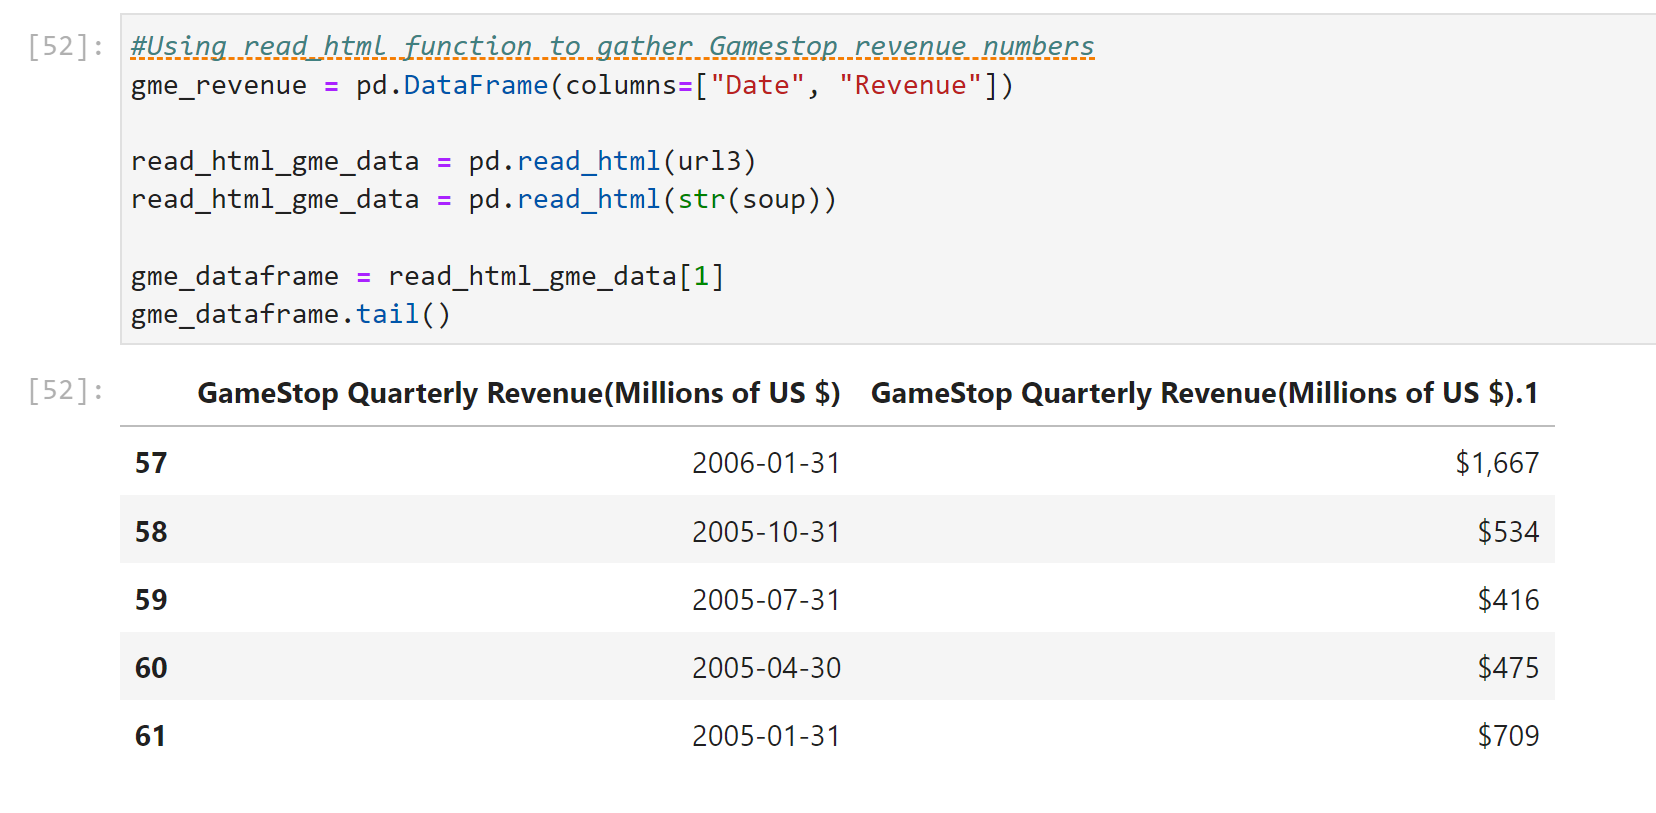 [52]:
#Using read_html function to gather Gamestop revenue numbers
gme_revenue = pd.DataFrame(columns=["Date", "Revenue"])
read_html_gme_data = pd.read_html(url3)
read_html_gme_data = pd.read_html(str(soup))
gme_dataframe = read_html_gme_data[1]
gme_dataframe.tail()
[52]:
GameStop Quarterly Revenue(Millions of US $) GameStop Quarterly Revenue(Millions of US $).1
57 2006-01-31 $1,667
58 2005-10-31 $534
59 2005-07-31 $416
60 2005-04-30 $475
61 2005-01-31 $709